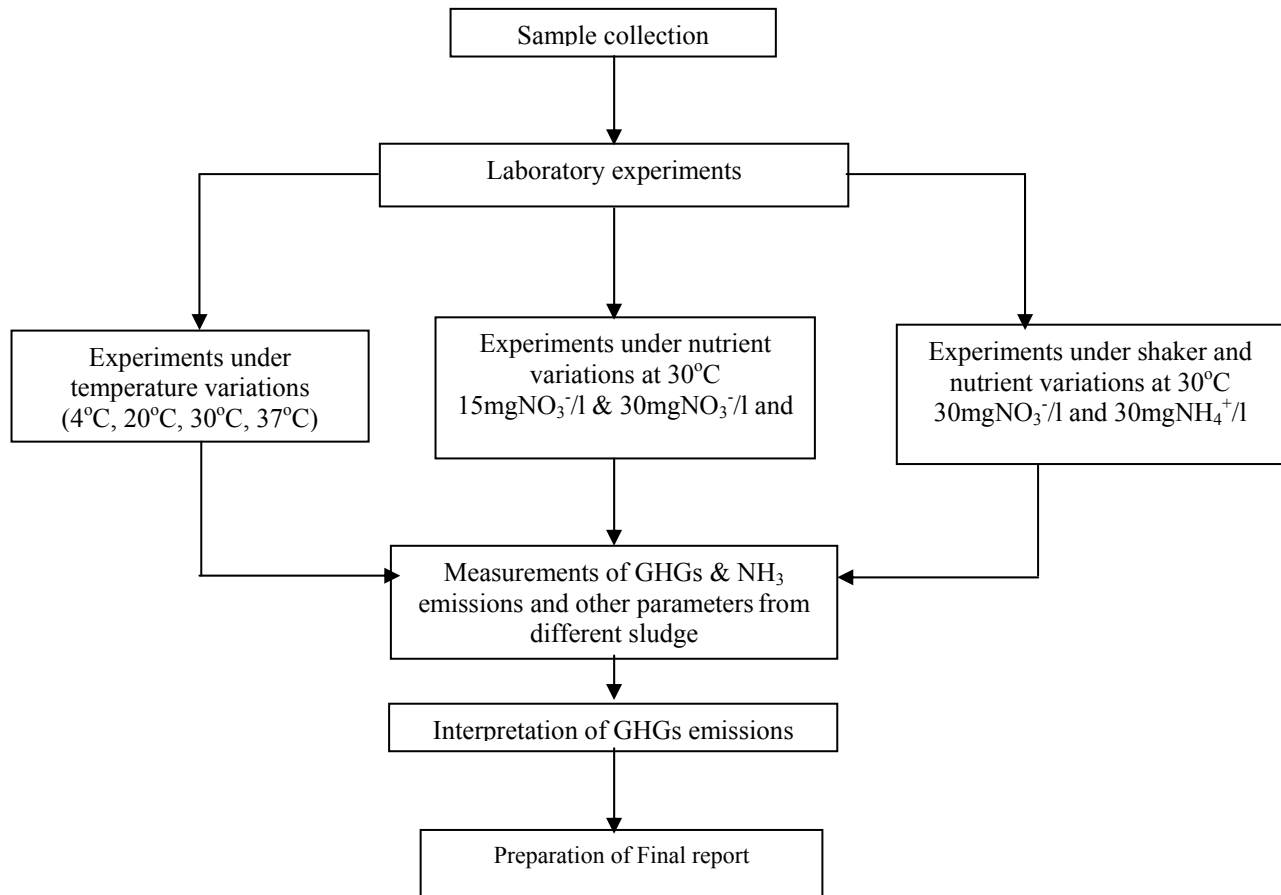 Sample collection
Laboratory experiments
Experiments under
temperature variations
(4°C, 20°C, 30°C, 37°C)
Experiments under nutrient
variations at 30°C
15mgNO₃⁻/l & 30mgNO₃⁻/l and
Experiments under shaker and
nutrient variations at 30°C
30mgNO₃⁻/l and 30mgNH₄⁺/l
Measurements of GHGs & NH₃
emissions and other parameters from
different sludge
Interpretation of GHGs emissions
Preparation of Final report